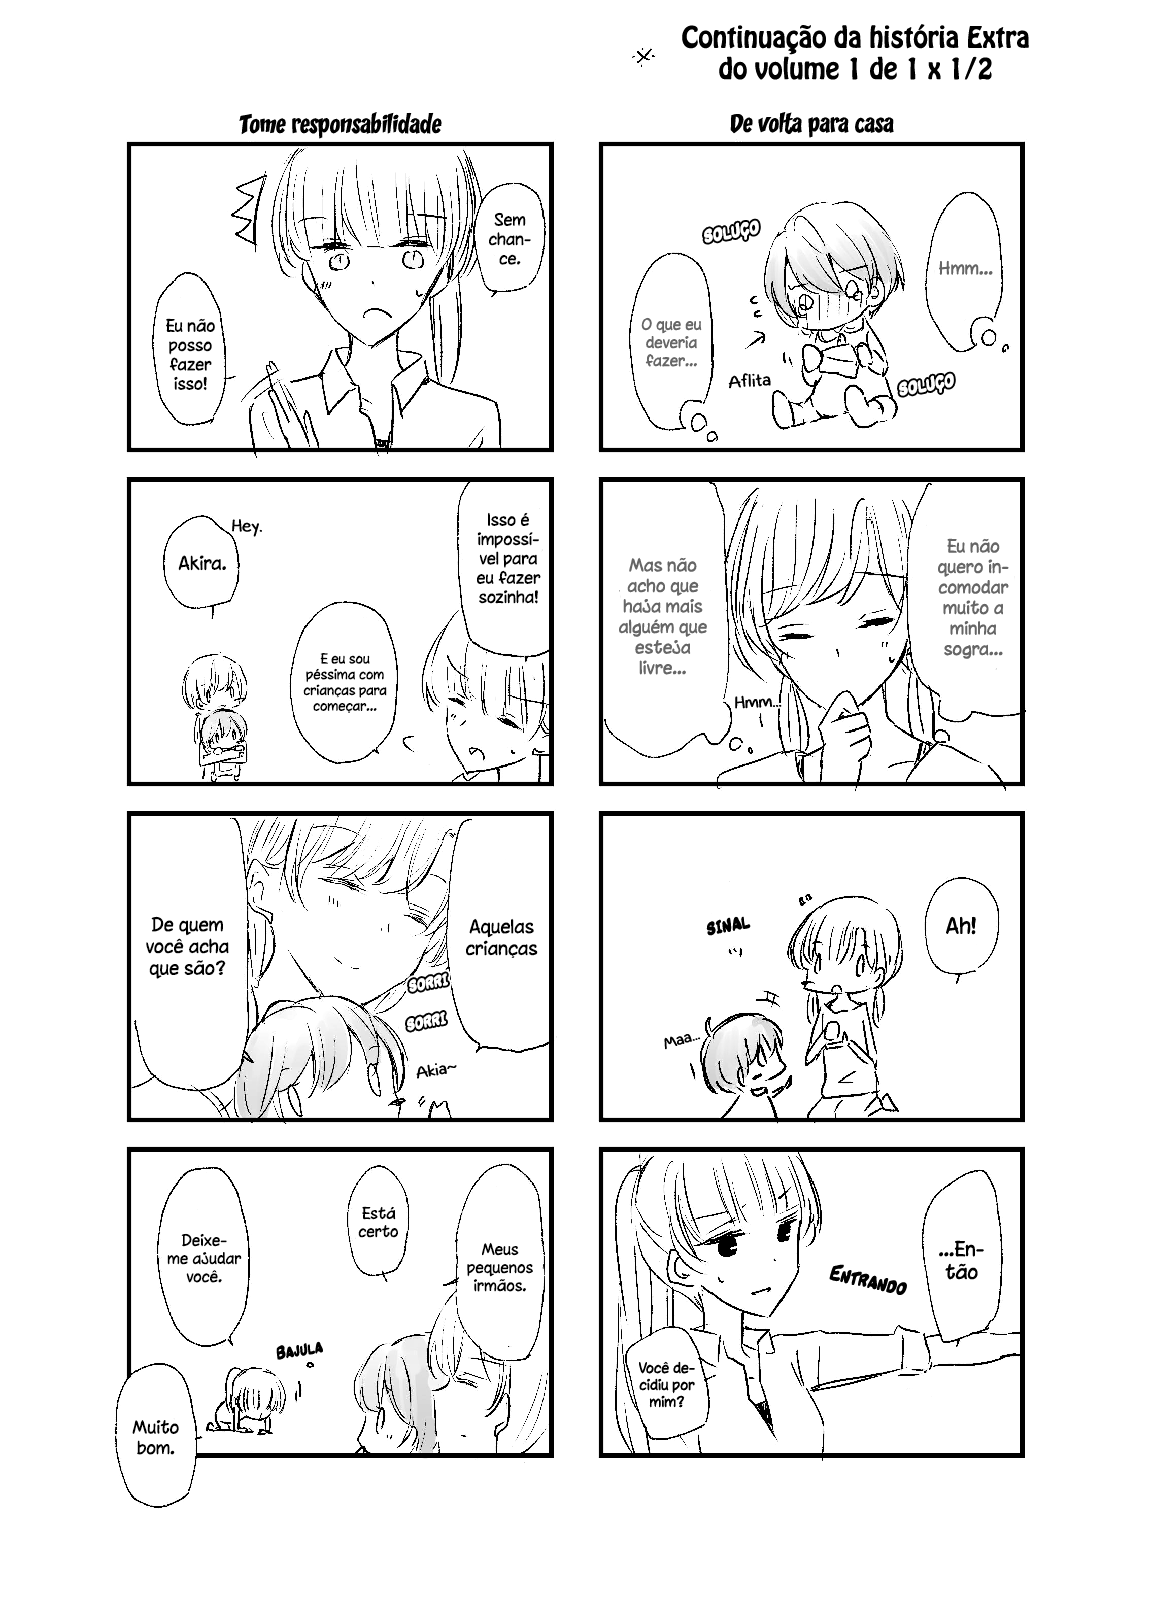 Continuação da história Extra
do volume 1 de 1 x 1/2
De volta para casa
Hmm...
SOLUÇO
O que eu
deveria
fazer...
Aflita
SOLUÇO
Eu não
quero in-
comodar
muito a
minha
sogra...
Mas não
acho que
haja mais
alguém que
esteja
livre...
Hmm..!
Ah!
SINAL
Maa...
...En-
tão
ENTRANDO
Você de-
cidiu por
mim?
Tome responsabilidade
Sem
chan-
ce.
Eu não
posso
fazer
isso!
Isso é
impossí-
vel para
eu fazer
sozinha!
E eu sou
péssima com
crianças para
começar...
Hey.
Akira.
Aquelas
crianças
De quem
você acha
que são?
SORRI
SORRI
Akia~
Meus
pequenos
irmãos.
Está
certo
Deixe-
me ajudar
você.
BAJULA
Muito
bom.